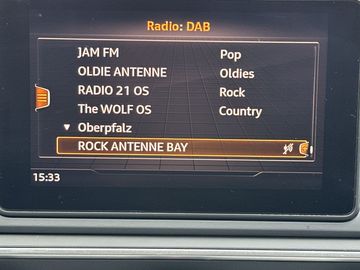 Radio: DAB
JAM FM Pop
OLDIE ANTENNE Oldies
RADIO 21 OS Rock
The WOLF OS Country
▼ Oberpfalz
ROCK ANTENNE BAY
15:33